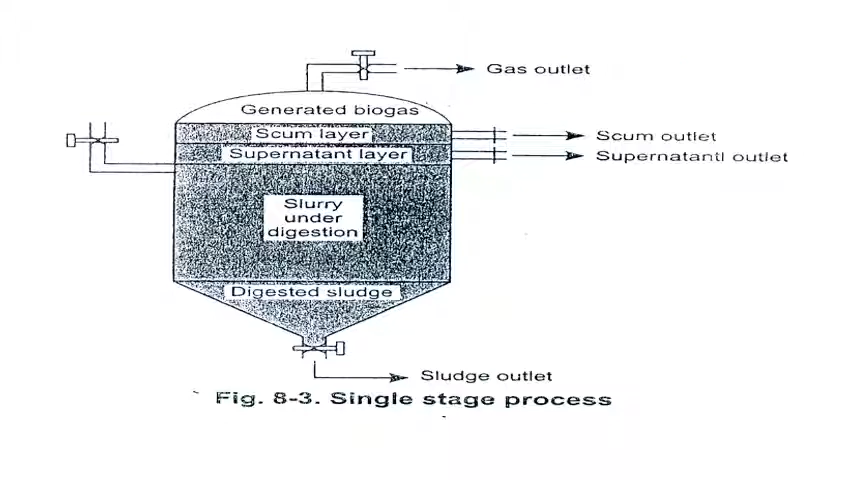 Gas outlet
Generated biogas
Scum layer
Scum outlet
Supernatant layer
Supernatantl outlet
Slurry
under
digestion
Digested sludge
Sludge outlet
Fig. 8-3. Single stage process